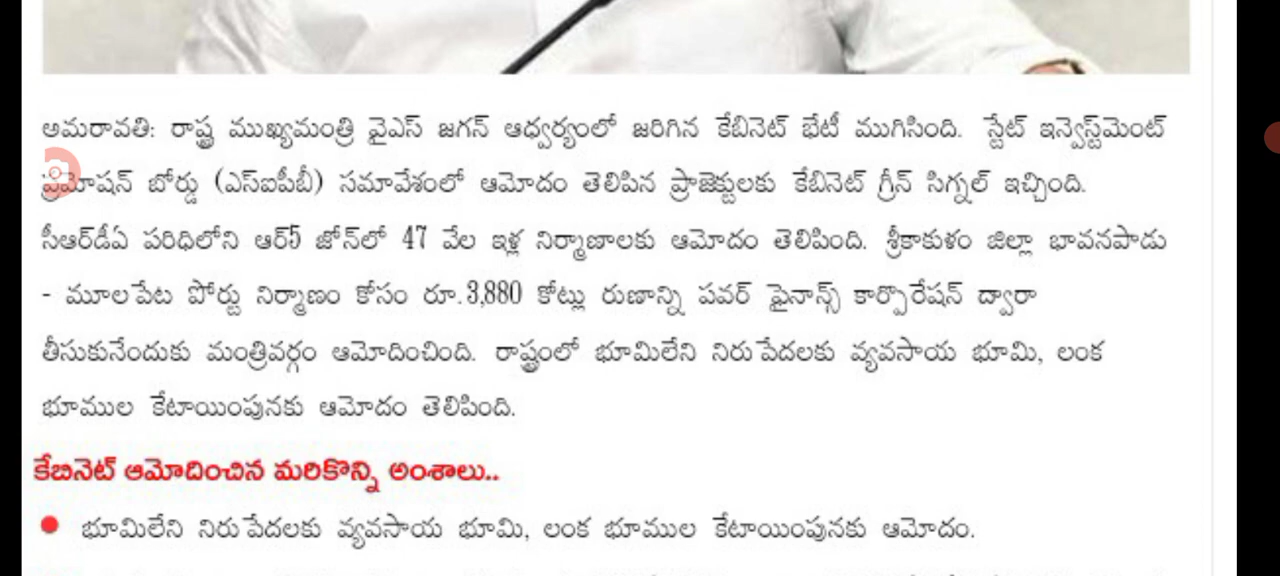 అమరావతి: రాష్ట్ర ముఖ్యమంత్రి వైఎస్ జగన్ ఆధ్వర్యంలో జరిగిన కేబినెట్ భేటీ ముగిసింది. స్టేట్ ఇన్వెస్ట్‌మెంట్
ప్రమోషన్ బోర్డు (ఎస్ఐపీబీ) సమావేశంలో ఆమోదం తెలిపిన ప్రాజెక్టులకు కేబినెట్ గ్రీన్ సిగ్నల్ ఇచ్చింది.
సీఆర్‌డీఏ పరిధిలోని ఆర్5 జోన్‌లో 47 వేల ఇళ్ల నిర్మాణాలకు ఆమోదం తెలిపింది. శ్రీకాకుళం జిల్లా భావనపాడు
- మూలపేట పోర్టు నిర్మాణం కోసం రూ.3,880 కోట్లు రుణాన్ని పవర్ ఫైనాన్స్ కార్పొరేషన్ ద్వారా
తీసుకునేందుకు మంత్రివర్గం ఆమోదించింది. రాష్ట్రంలో భూమిలేని నిరుపేదలకు వ్యవసాయ భూమి, లంక
భూముల కేటాయింపునకు ఆమోదం తెలిపింది.
కేబినెట్ ఆమోదించిన మరికొన్ని అంశాలు..
● భూమిలేని నిరుపేదలకు వ్యవసాయ భూమి, లంక భూముల కేటాయింపునకు ఆమోదం.